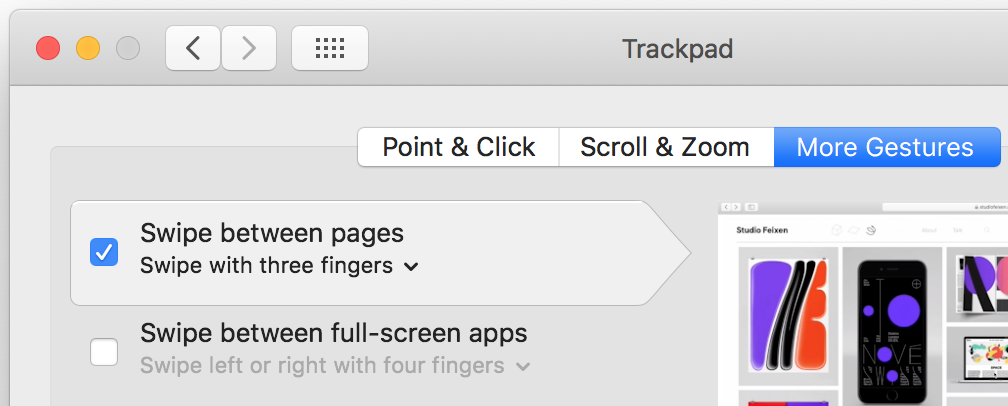 Trackpad
Point & Click
Scroll & Zoom
More Gestures
Swipe between pages
Swipe with three fingers
Swipe between full-screen apps
Swipe left or right with four fingers
Studio Feixen